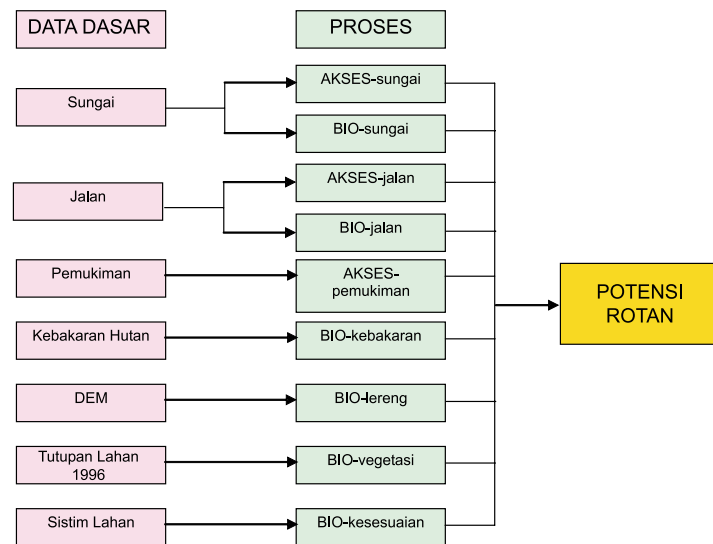 DATA DASAR
PROSES
Sungai
AKSES-sungai
BIO-sungai
Jalan
AKSES-jalan
BIO-jalan
Pemukiman
AKSES-
pemukiman
Kebakaran Hutan
BIO-kebakaran
DEM
BIO-lereng
Tutupan Lahan
1996
BIO-vegetasi
Sistim Lahan
BIO-kesesuaian
POTENSI
ROTAN